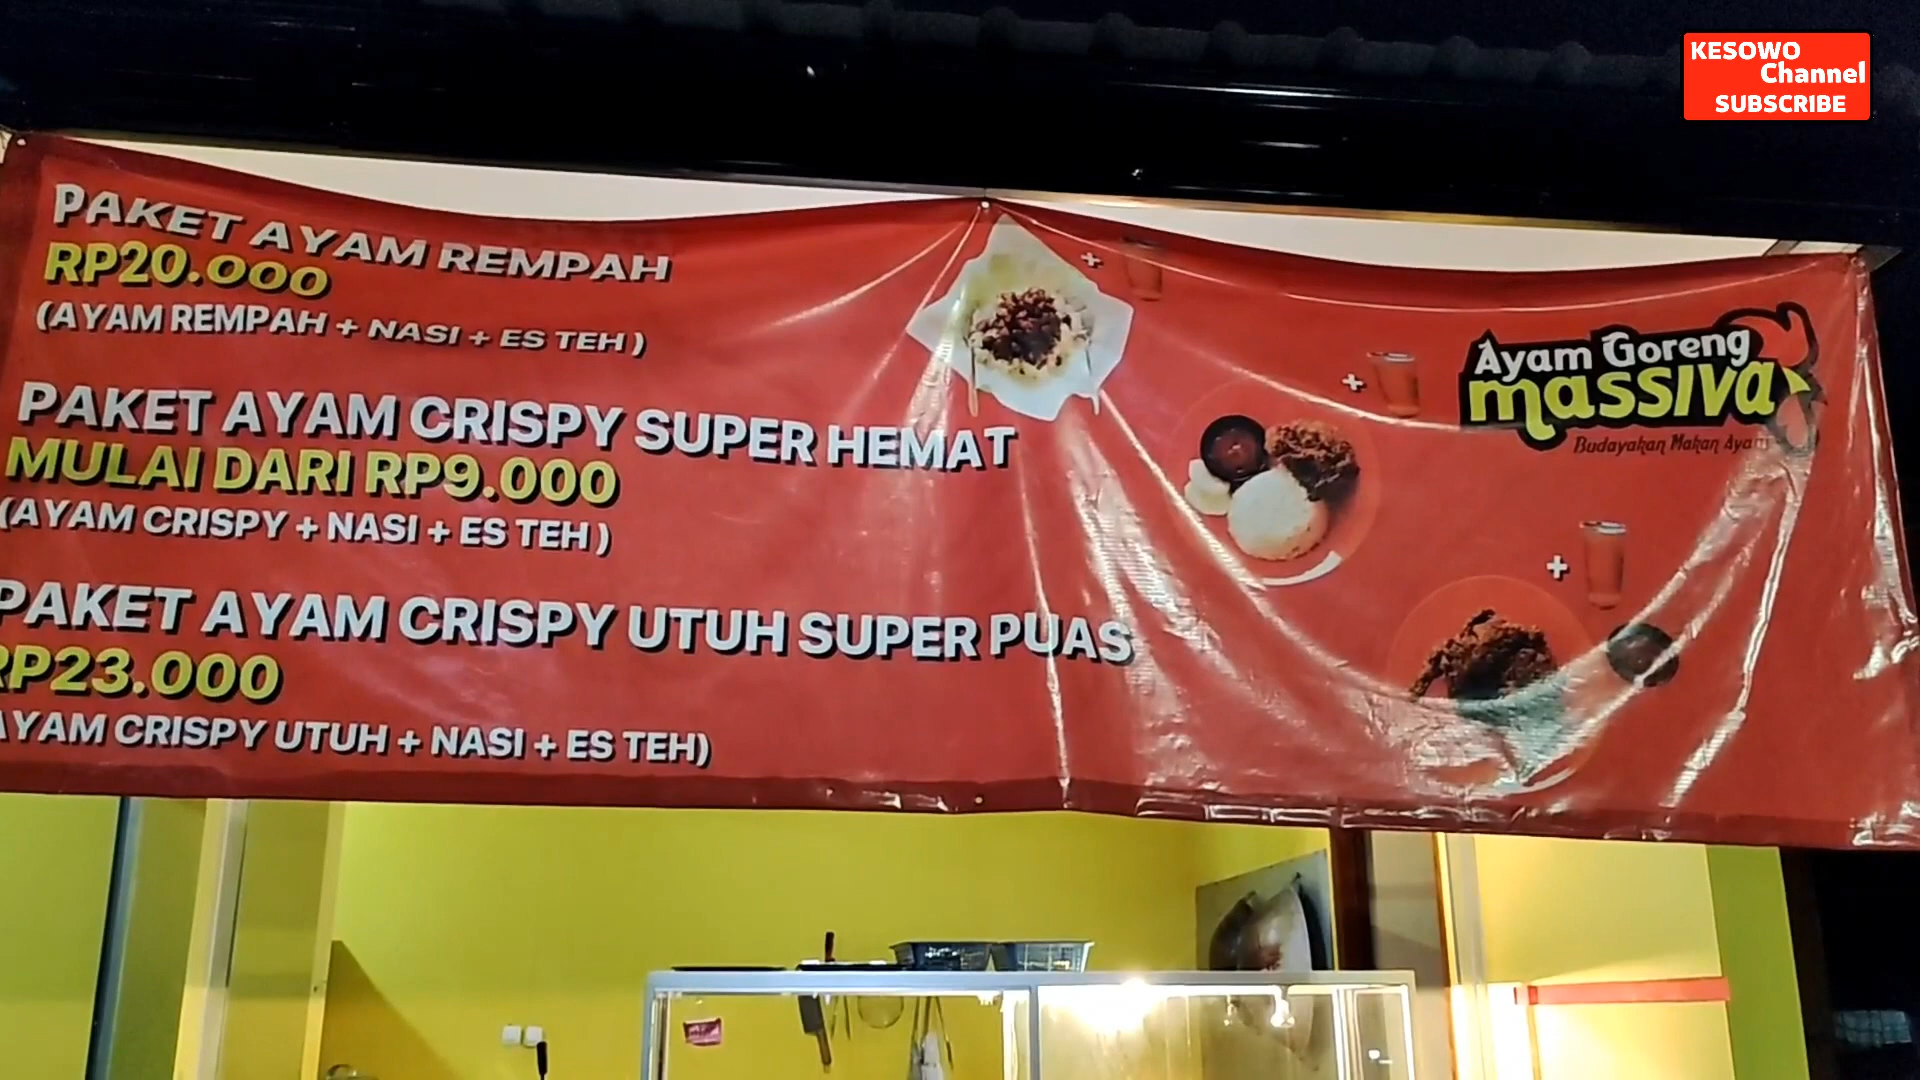 KESOWO
Channel
SUBSCRIBE
PAKET AYAM REMPAH
RP20.000
(AYAM REMPAH + NASI + ES TEH)
PAKET AYAM CRISPY SUPER HEMAT
MULAI DARI RP9.000
(AYAM CRISPY + NASI + ES TEH)
PAKET AYAM CRISPY UTUH SUPER PUAS
RP23.000
AYAM CRISPY UTUH + NASI + ES TEH)
+
+
+
Ayam Goreng
massiva
Budayakan Makan Ayam